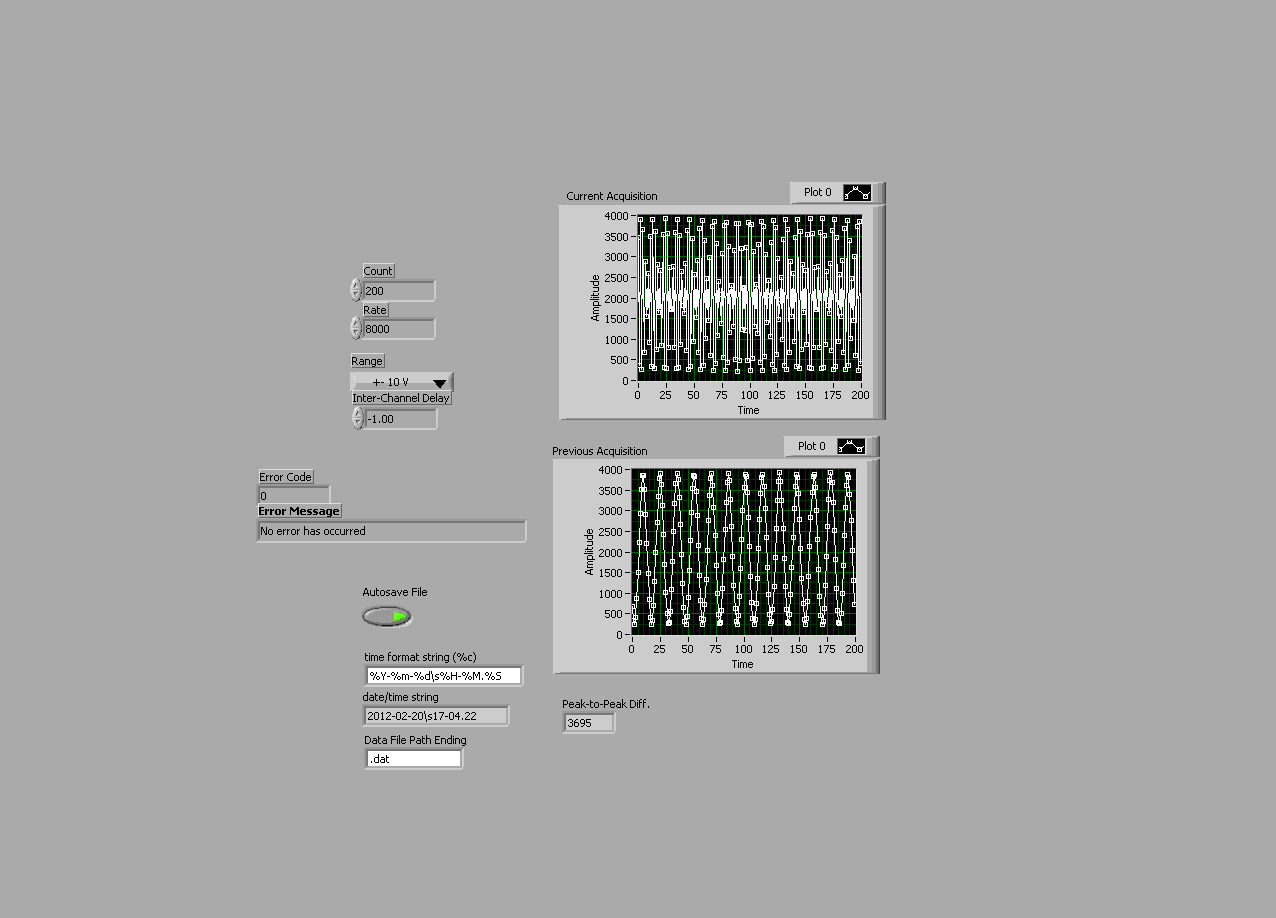 Current Acquisition
Plot 0
4000
3500
3000
2500
2000
1500
1000
500
0
Amplitude
0 25 50 75 100 125 150 175 200
Time
Count
200
Rate
8000
Range
+- 10 V
Inter-Channel Delay
-1.00
Previous Acquisition
Plot 0
4000
3500
3000
2500
2000
1500
1000
500
0
Amplitude
0 25 50 75 100 125 150 175 200
Time
Error Code
0
Error Message
No error has occurred
Autosave File
time format string (%c)
%Y-%m-%d\s%H-%M.%S
date/time string
2012-02-20\s17-04.22
Data File Path Ending
.dat
Peak-to-Peak Diff.
3695